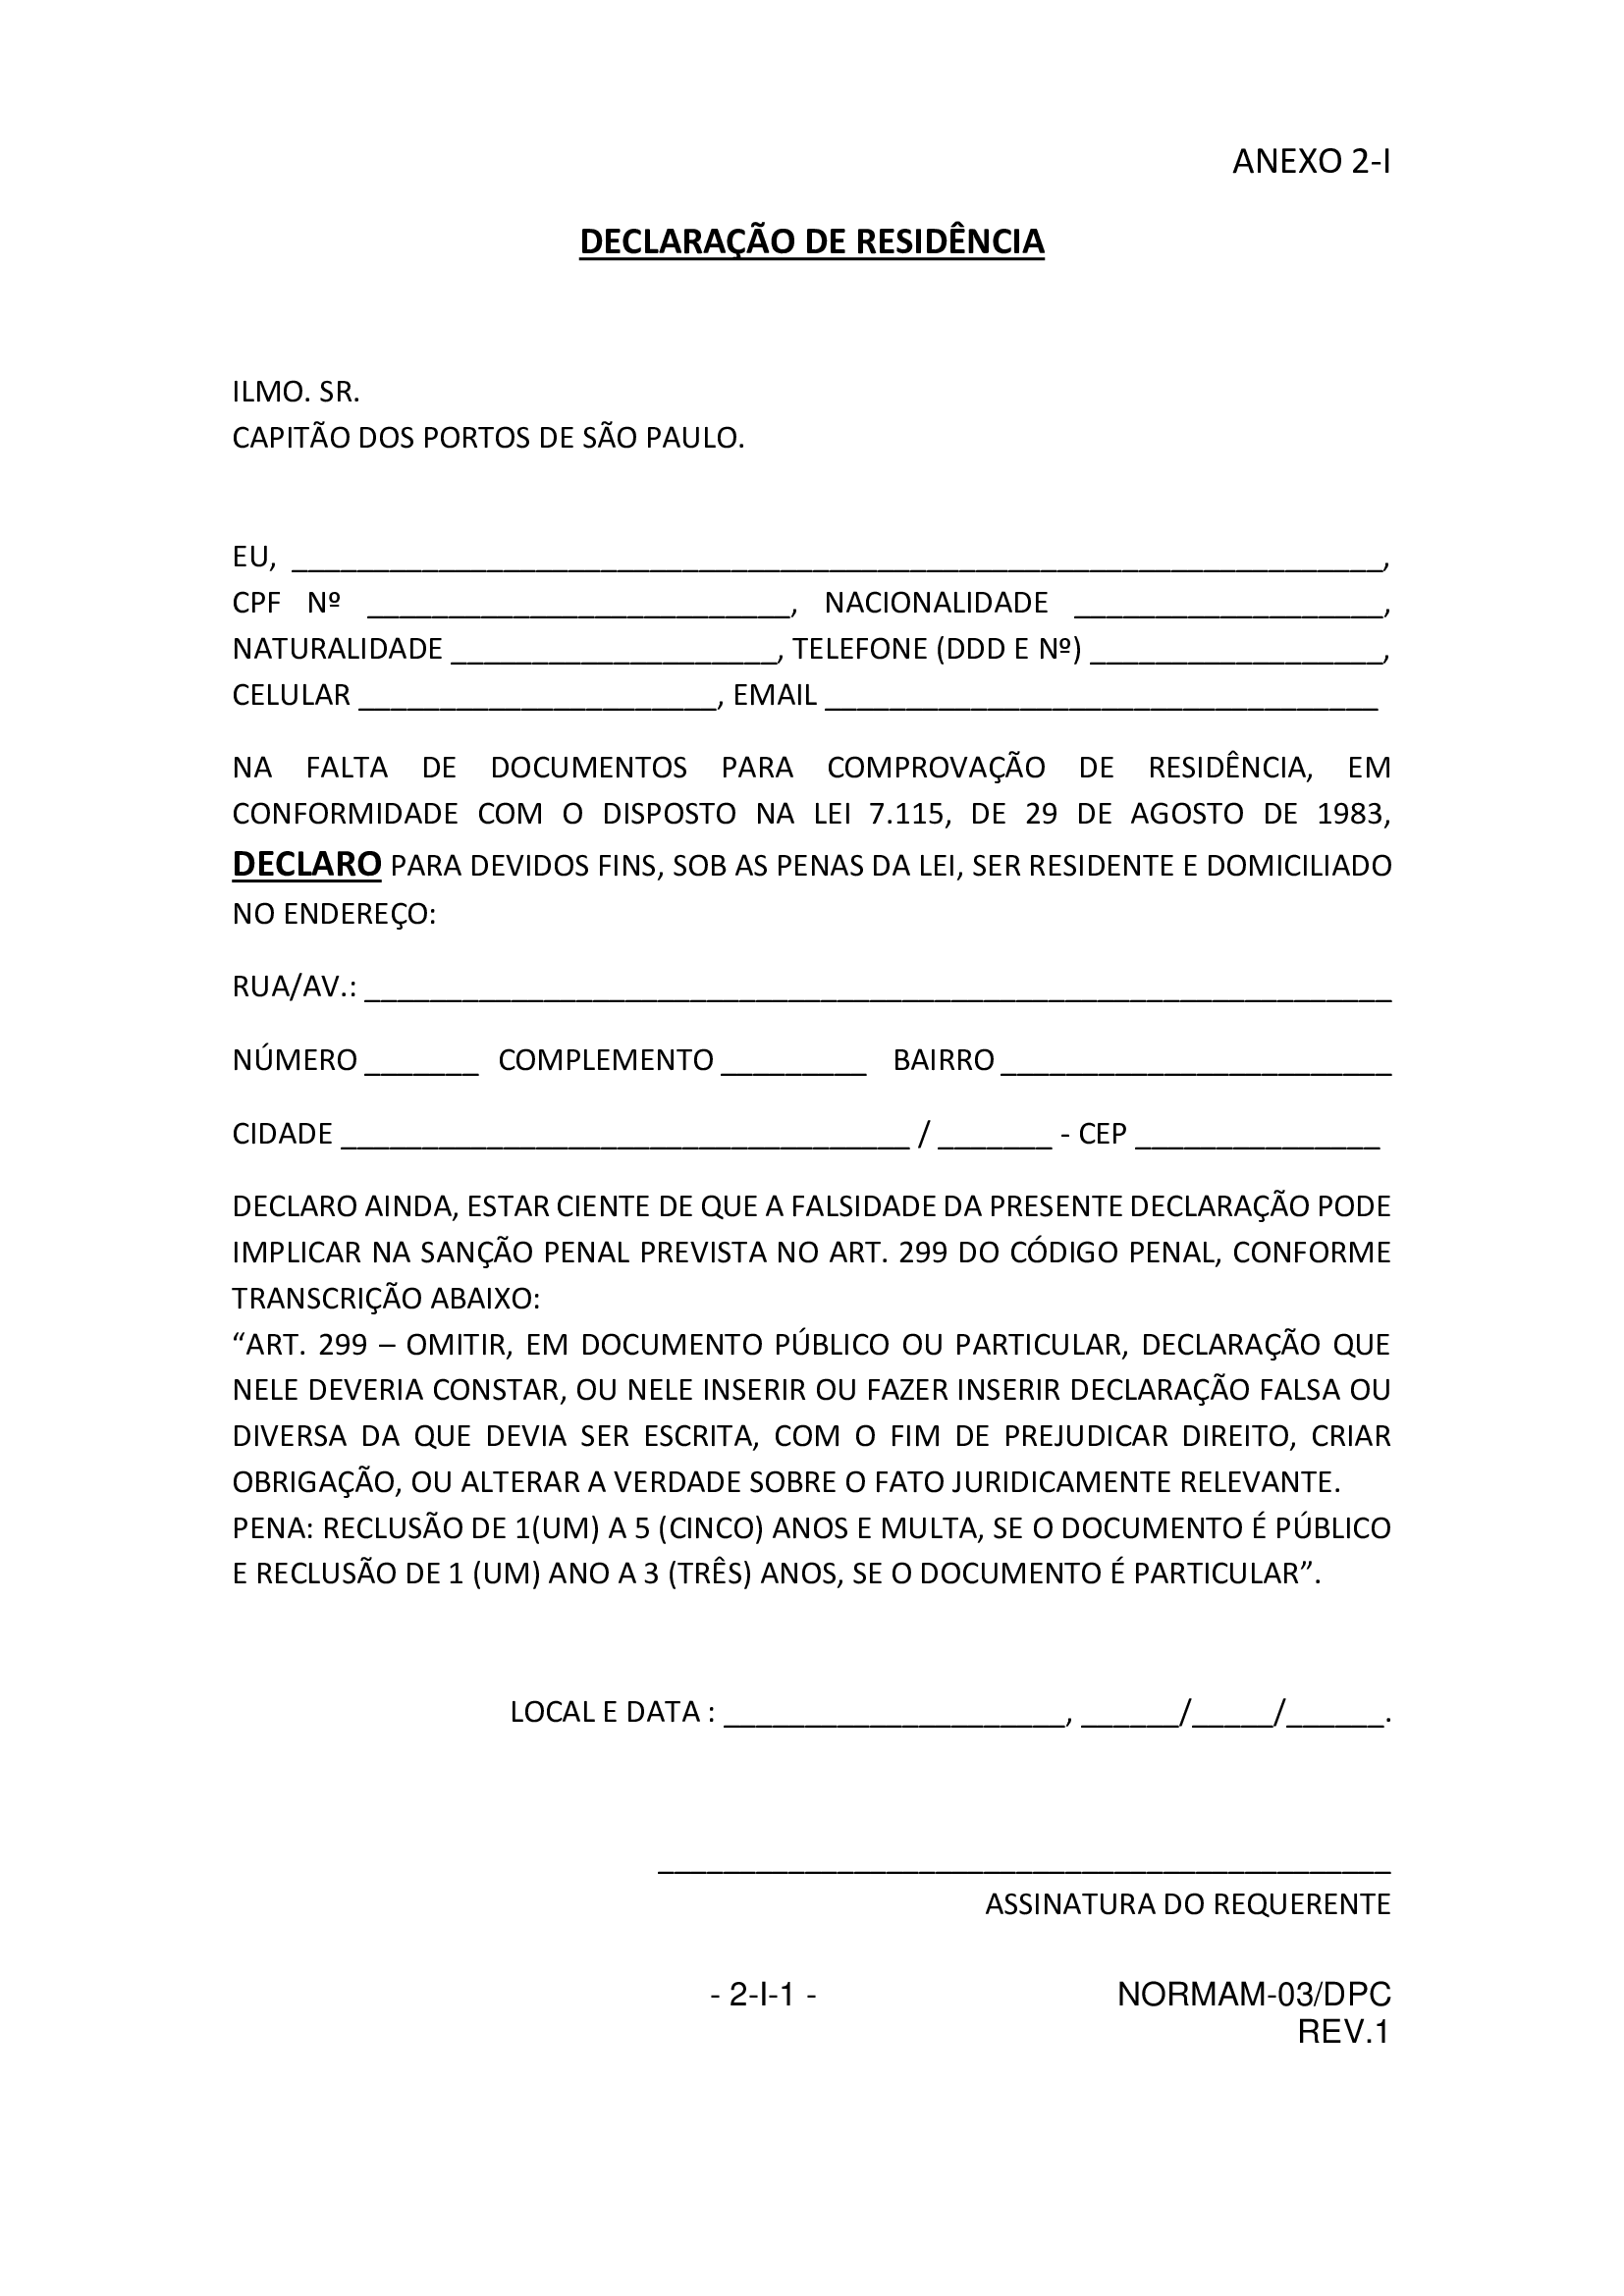 ANEXO 2-I
DECLARAÇÃO DE RESIDÊNCIA
ILMO. SR.
CAPITÃO DOS PORTOS DE SÃO PAULO.
EU, ___________________________________________________________________,
CPF Nº __________________________, NACIONALIDADE ___________________,
NATURALIDADE ____________________, TELEFONE (DDD E Nº) __________________,
CELULAR ______________________, EMAIL __________________________________
NA FALTA DE DOCUMENTOS PARA COMPROVAÇÃO DE RESIDÊNCIA, EM
CONFORMIDADE COM O DISPOSTO NA LEI 7.115, DE 29 DE AGOSTO DE 1983,
DECLARO PARA DEVIDOS FINS, SOB AS PENAS DA LEI, SER RESIDENTE E DOMICILIADO
NO ENDEREÇO:
RUA/AV.: _______________________________________________________________
NÚMERO _______ COMPLEMENTO _________ BAIRRO ________________________
CIDADE ___________________________________ / _______ - CEP _______________
DECLARO AINDA, ESTAR CIENTE DE QUE A FALSIDADE DA PRESENTE DECLARAÇÃO PODE
IMPLICAR NA SANÇÃO PENAL PREVISTA NO ART. 299 DO CÓDIGO PENAL, CONFORME
TRANSCRIÇÃO ABAIXO:
“ART. 299 – OMITIR, EM DOCUMENTO PÚBLICO OU PARTICULAR, DECLARAÇÃO QUE
NELE DEVERIA CONSTAR, OU NELE INSERIR OU FAZER INSERIR DECLARAÇÃO FALSA OU
DIVERSA DA QUE DEVIA SER ESCRITA, COM O FIM DE PREJUDICAR DIREITO, CRIAR
OBRIGAÇÃO, OU ALTERAR A VERDADE SOBRE O FATO JURIDICAMENTE RELEVANTE.
PENA: RECLUSÃO DE 1(UM) A 5 (CINCO) ANOS E MULTA, SE O DOCUMENTO É PÚBLICO
E RECLUSÃO DE 1 (UM) ANO A 3 (TRÊS) ANOS, SE O DOCUMENTO É PARTICULAR”.
LOCAL E DATA : _____________________, ______/_____/______.
_____________________________________________
ASSINATURA DO REQUERENTE
- 2-I-1 - NORMAM-03/DPC
REV.1